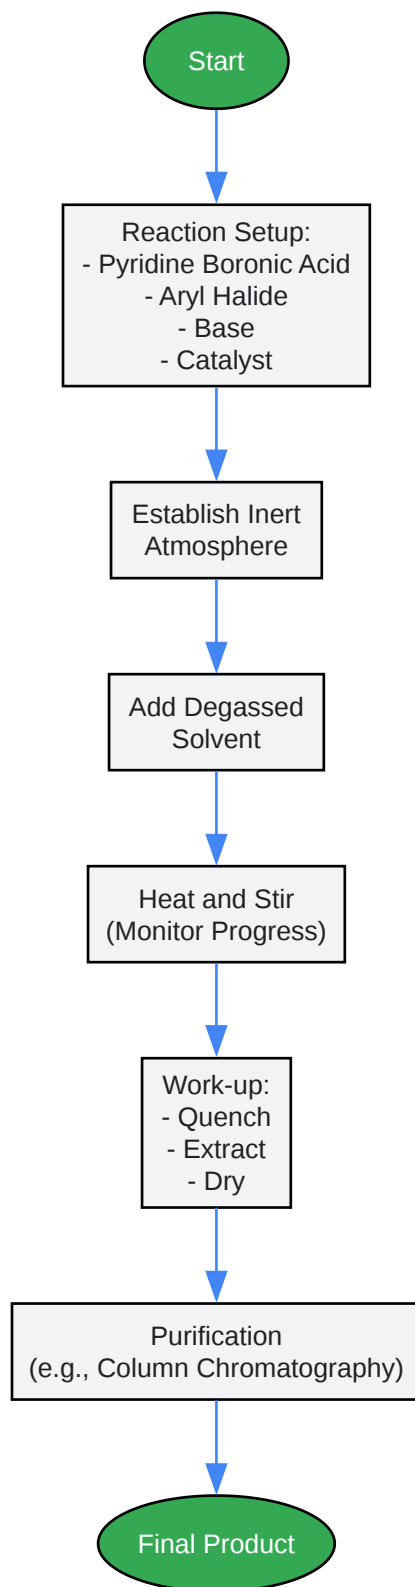 Start
Reaction Setup:
- Pyridine Boronic Acid
- Aryl Halide
- Base
- Catalyst
Establish Inert
Atmosphere
Add Degassed
Solvent
Heat and Stir
(Monitor Progress)
Work-up:
- Quench
- Extract
- Dry
Purification
(e.g., Column Chromatography)
Final Product